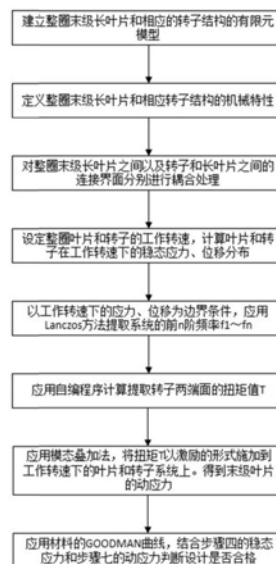 建立整圈末级长叶片和相应的转子结构的有限元
模型
定义整圈末级长叶片和相应转子结构的机械特性
对整圈末级长叶片之间以及转子和长叶片之间的
连接界面分别进行耦合处理
设定整圈叶片和转子的工作转速，计算叶片和转
子在工作转速下的稳态应力、位移分布
以工作转速下的应力、位移为边界条件，应用
Lanczos方法提取系统的前n阶频率f1～fn
应用自编程序计算提取转子两端面的扭矩值T
应用模态叠加法，将扭矩T以激励的形式施加到
工作转速下的叶片和转子系统上。得到末级叶片
的动应力
应用材料的GOODMAN曲线，结合步骤四的稳态
应力和步骤七的动应力判断设计是否合格